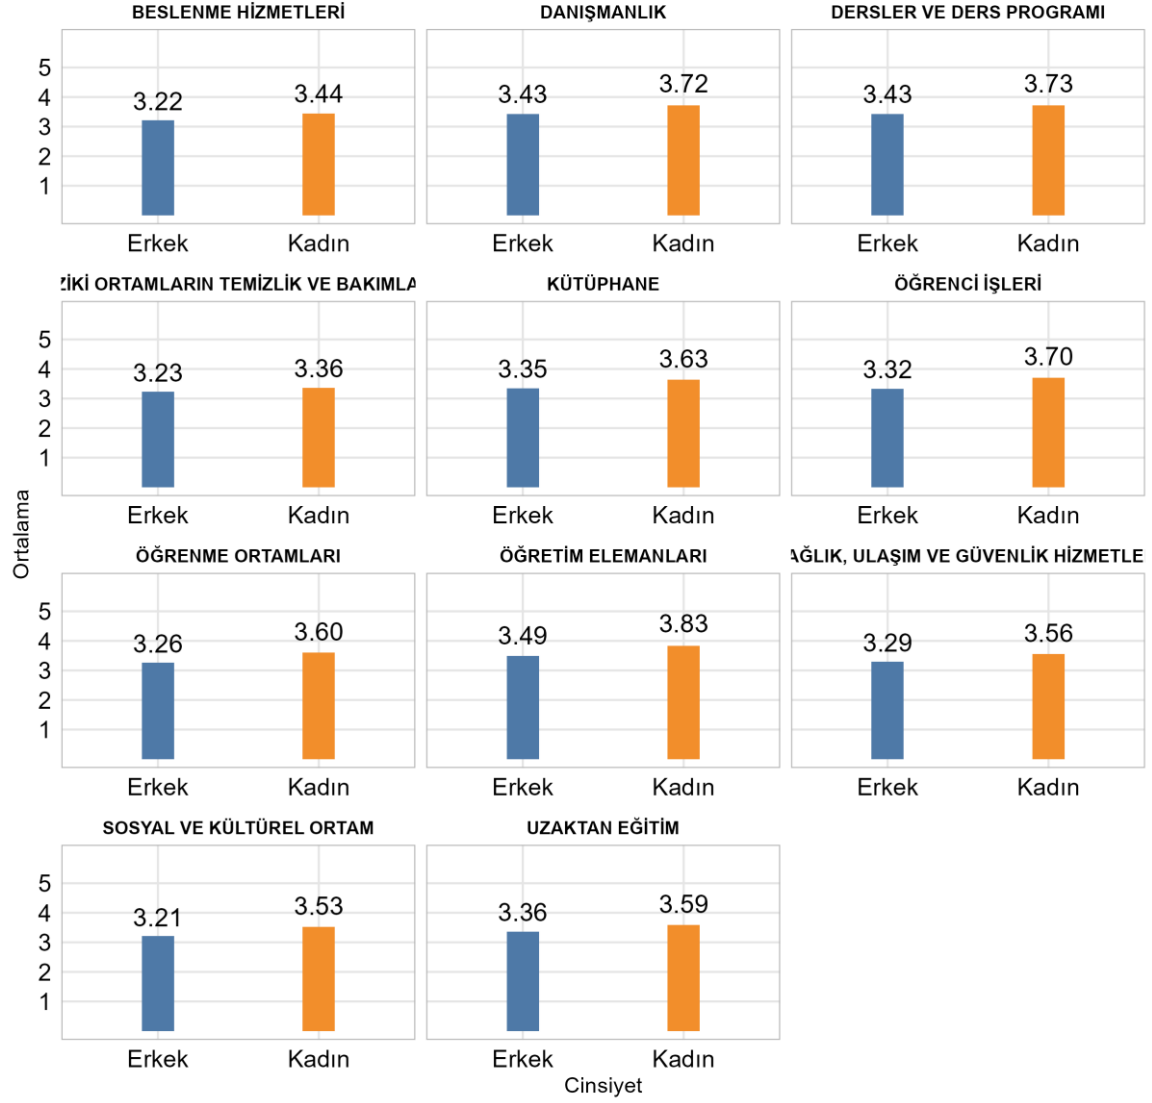 BESLENME HİZMETLERİ
DANIŞMANLIK
DERSLER VE DERS PROGRAMI
5
4
3
2
1
3.22
3.44
3.43
3.72
3.43
3.73
Erkek
Kadın
Erkek
Kadın
Erkek
Kadın
ZİKİ ORTAMLARIN TEMİZLİK VE BAKIMLA
KÜTÜPHANE
ÖĞRENCİ İŞLERİ
5
4
3
2
1
3.23
3.36
3.35
3.63
3.32
3.70
Erkek
Kadın
Erkek
Kadın
Erkek
Kadın
Ortalama
ÖĞRENME ORTAMLARI
ÖĞRETİM ELEMANLARI
AĞLIK, ULAŞIM VE GÜVENLİK HİZMETLE
5
4
3
2
1
3.26
3.60
3.49
3.83
3.29
3.56
Erkek
Kadın
Erkek
Kadın
Erkek
Kadın
SOSYAL VE KÜLTÜREL ORTAM
UZAKTAN EĞİTİM
5
4
3
2
1
3.21
3.53
3.36
3.59
Erkek
Kadın
Erkek
Kadın
Cinsiyet